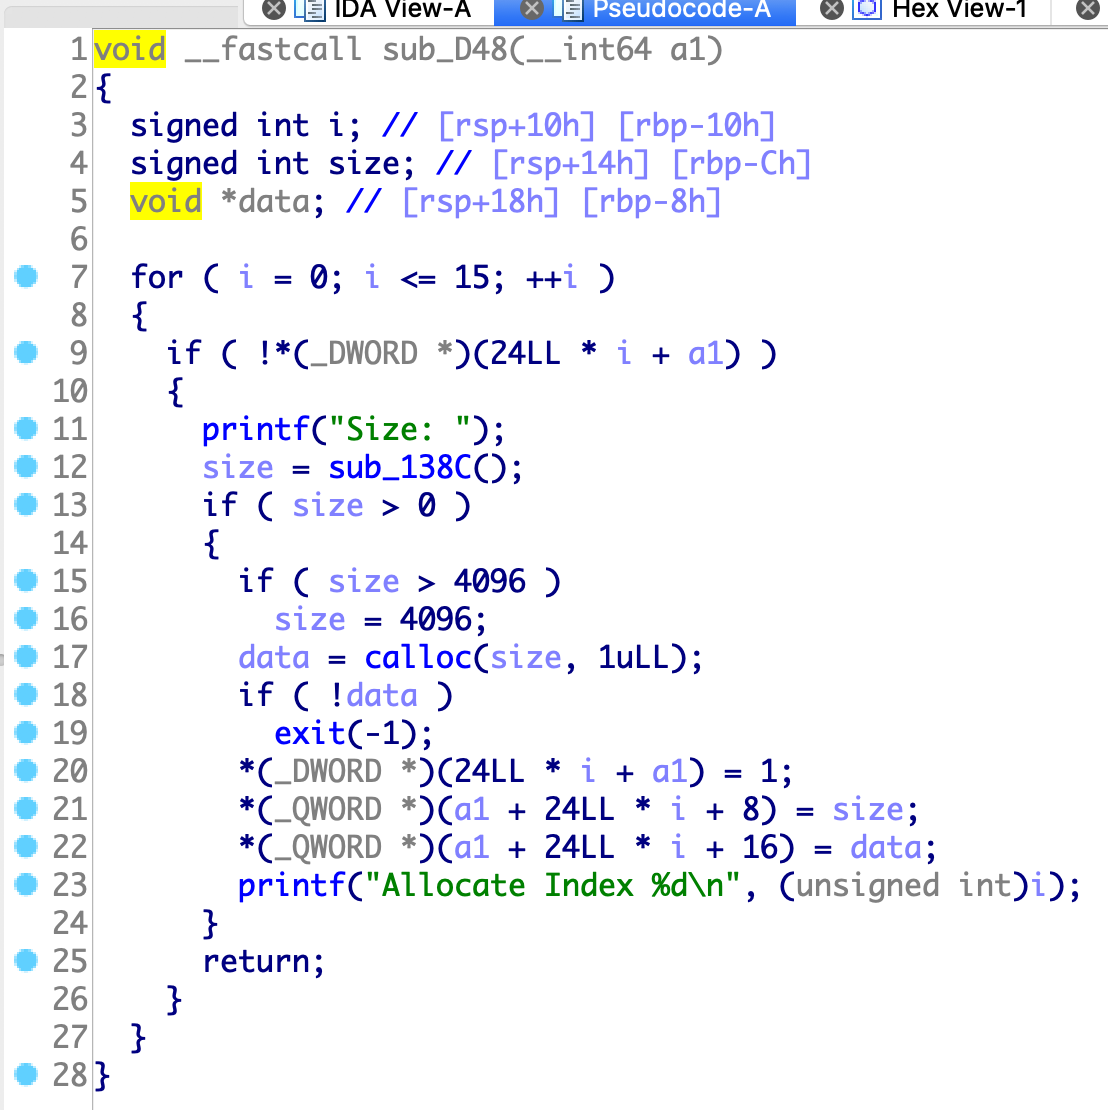 IDA View-A Pseudocode-A Hex View-1
1 void __fastcall sub_D48(__int64 a1)
2 {
3 signed int i; // [rsp+10h] [rbp-10h]
4 signed int size; // [rsp+14h] [rbp-Ch]
5 void *data; // [rsp+18h] [rbp-8h]
6
7 for ( i = 0; i <= 15; ++i )
8 {
9 if ( !*(_DWORD *)(24LL * i + a1) )
10 {
11 printf("Size: ");
12 size = sub_138C();
13 if ( size > 0 )
14 {
15 if ( size > 4096 )
16 size = 4096;
17 data = calloc(size, 1uLL);
18 if ( !data )
19 exit(-1);
20 *(_DWORD *)(24LL * i + a1) = 1;
21 *(_QWORD *)(a1 + 24LL * i + 8) = size;
22 *(_QWORD *)(a1 + 24LL * i + 16) = data;
23 printf("Allocate Index %d\n", (unsigned int)i);
24 }
25 return;
26 }
27 }
28 }